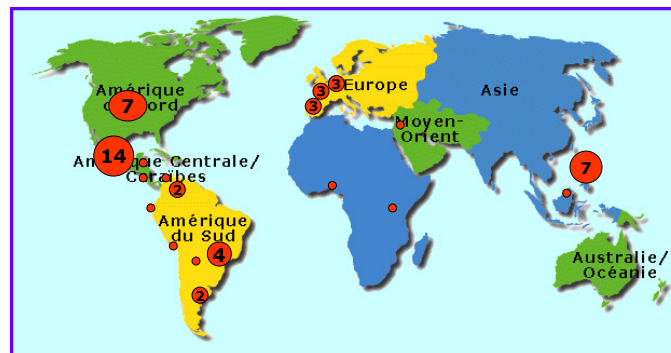 Amérique
du Nord
7
Europe
3
3
3
Asie
Moyen-
Orient
14
Amérique Centrale/
Caraïbes
7
2
Amérique
du Sud
4
2
Australie/
Océanie